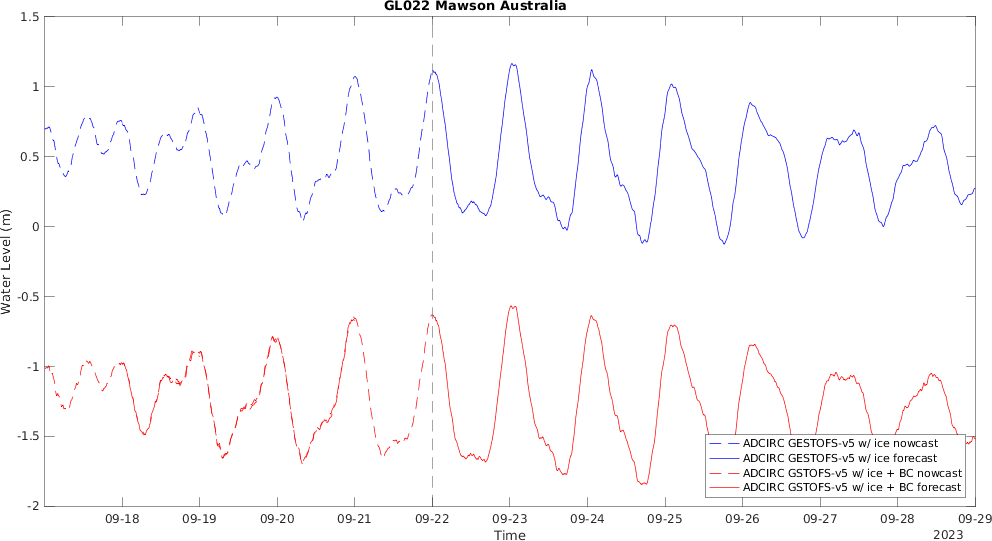 GL022 Mawson Australia
Water Level (m)
1.5
1
0.5
0
-0.5
-1
-1.5
-2
ADCIRC GESTOFS-v5 w/ ice nowcast
ADCIRC GESTOFS-v5 w/ ice forecast
ADCIRC GSTOFS-v5 w/ ice + BC nowcast
ADCIRC GSTOFS-v5 w/ ice + BC forecast
09-18 09-19 09-20 09-21 09-22 09-23 09-24 09-25 09-26 09-27 09-28 09-29
Time
2023